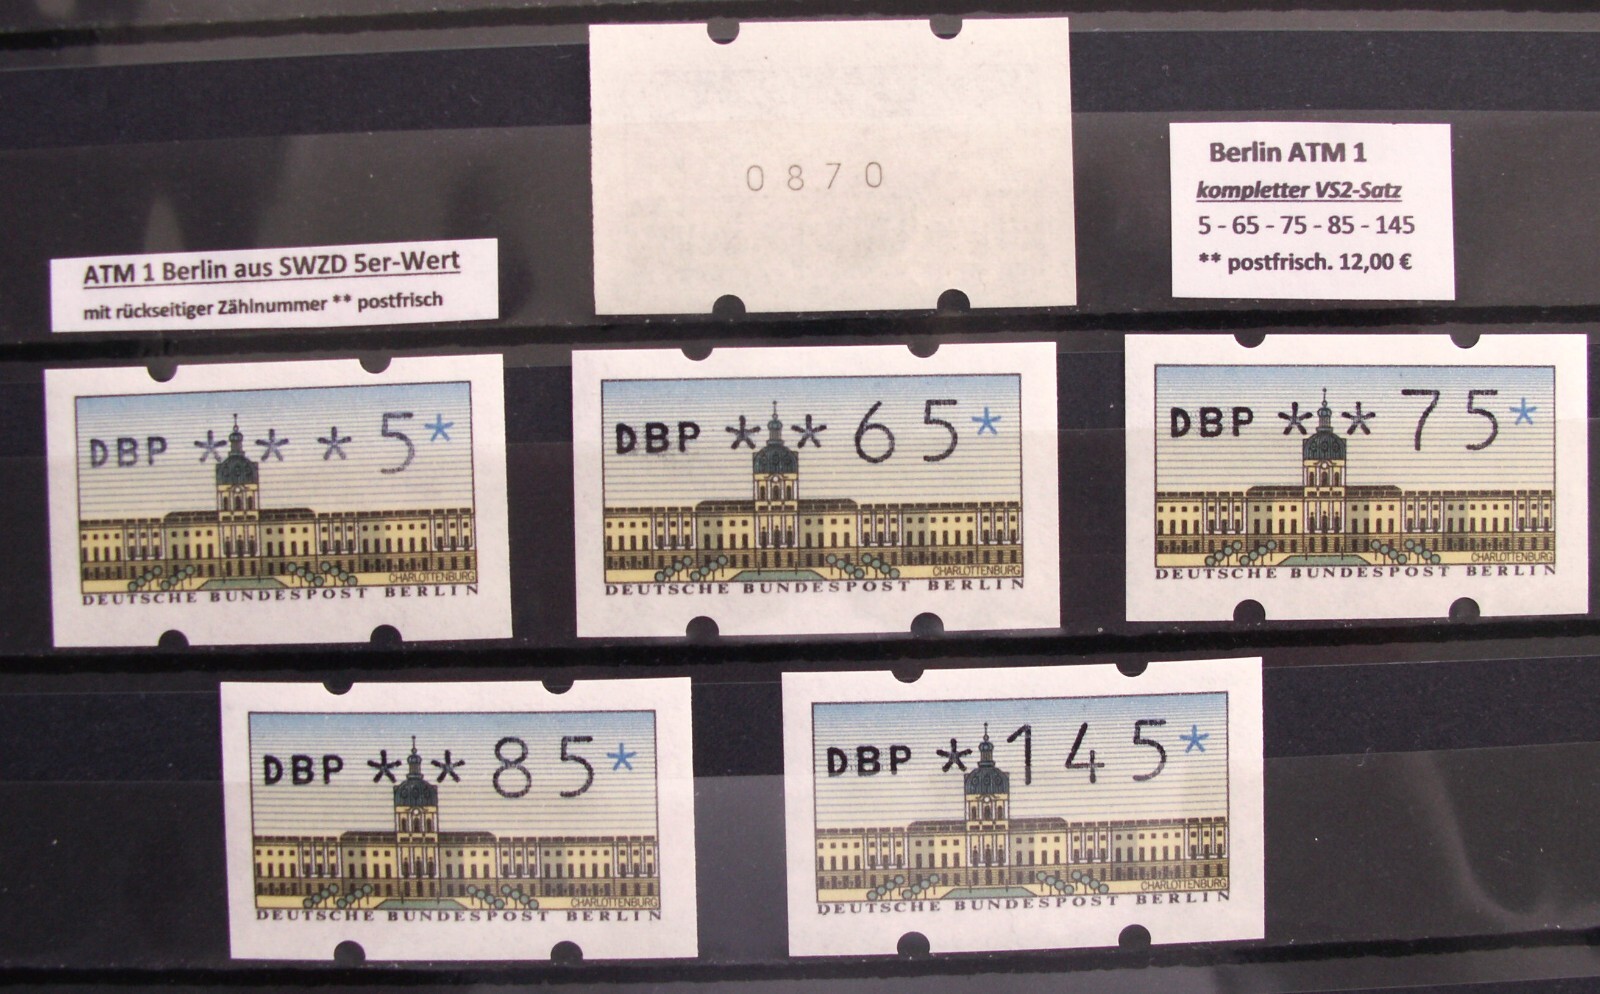 0870
Berlin ATM 1
kompletter VS2-Satz
5 - 65 - 75 - 85 - 145
** postfrisch. 12,00 €
ATM 1 Berlin aus SWZD 5er-Wert
mit rückseitiger Zählnummer ** postfrisch
DBP * * * 5*
CHARLOTTENBURG
DEUTSCHE BUNDESPOST BERLIN
DBP * * 65*
CHARLOTTENBURG
DEUTSCHE BUNDESPOST BERLIN
DBP * * 75*
CHARLOTTENBURG
DEUTSCHE BUNDESPOST BERLIN
DBP * * 85*
CHARLOTTENBURG
DEUTSCHE BUNDESPOST BERLIN
DBP * 145*
CHARLOTTENBURG
DEUTSCHE BUNDESPOST BERLIN